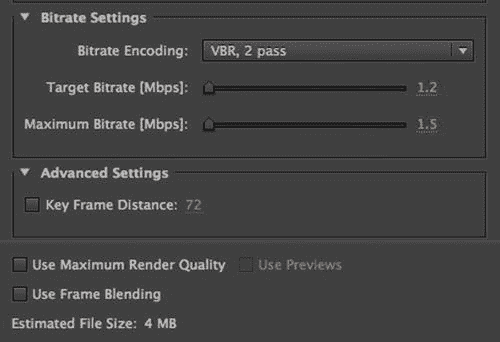 Bitrate Settings
Bitrate Encoding: VBR, 2 pass
Target Bitrate [Mbps]: 1.2
Maximum Bitrate [Mbps]: 1.5
Advanced Settings
Key Frame Distance: 72
Use Maximum Render Quality Use Previews
Use Frame Blending
Estimated File Size: 4 MB